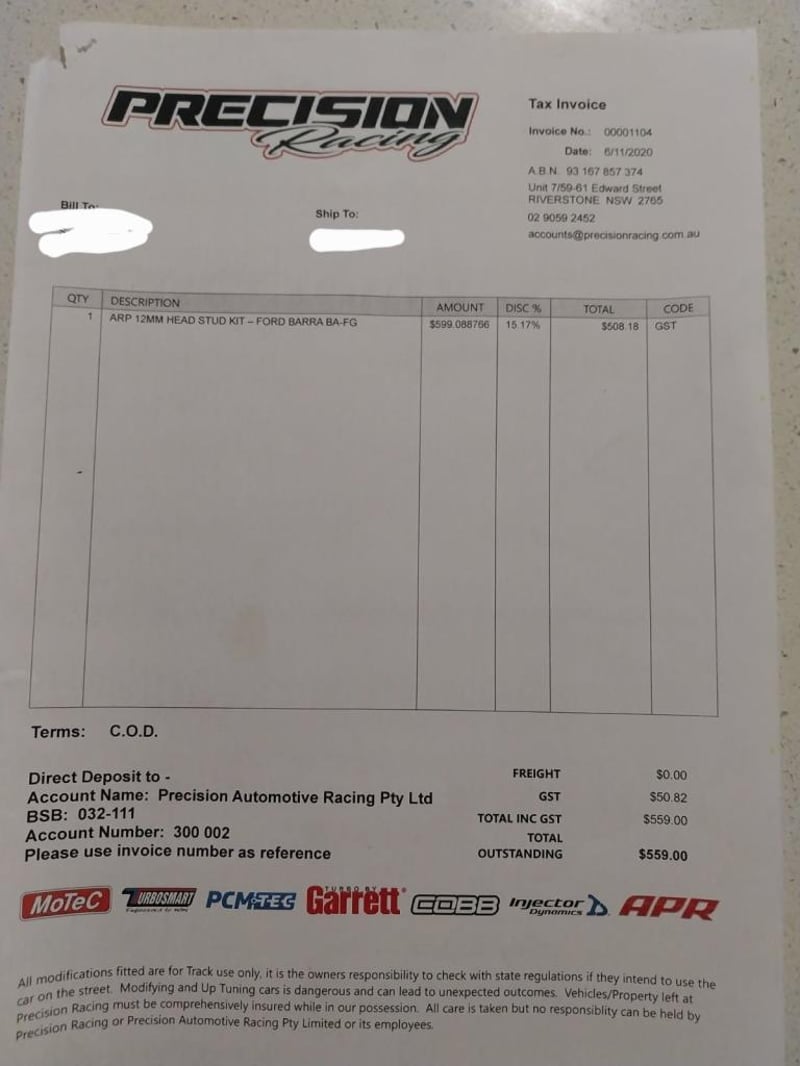 PRECISION
Racing
Tax Invoice
Invoice No.: 00001104
Date: 6/11/2020
A.B.N. 93 167 857 374
Unit 7/59-61 Edward Street
RIVERSTONE NSW 2765
02 9059 2452
accounts@precisionracing.com.au
Bill To:
Ship To:
QTY DESCRIPTION AMOUNT DISC % TOTAL CODE
1 ARP 12MM HEAD STUD KIT – FORD BARRA BA-FG $599.088766 15.17% $508.18 GST
Terms: C.O.D.
Direct Deposit to -
Account Name: Precision Automotive Racing Pty Ltd
BSB: 032-111
Account Number: 300 002
Please use invoice number as reference
FREIGHT $0.00
GST $50.82
TOTAL INC GST $559.00
TOTAL
OUTSTANDING $559.00
MoTeC
TURBOSMART
PCMTEC
TURBO BY
Garrett
COBB
Injector
Dynamics
APR
All modifications fitted are for Track use only, it is the owners responsibility to check with state regulations if they intend to use the
car on the street. Modifying and Up Tuning cars is dangerous and can lead to unexpected outcomes. Vehicles/Property left at
Precision Racing must be comprehensively insured while in our possession. All care is taken but no responsiblity can be held by
Precision Racing or Precision Automotive Racing Pty Limited or its employees.